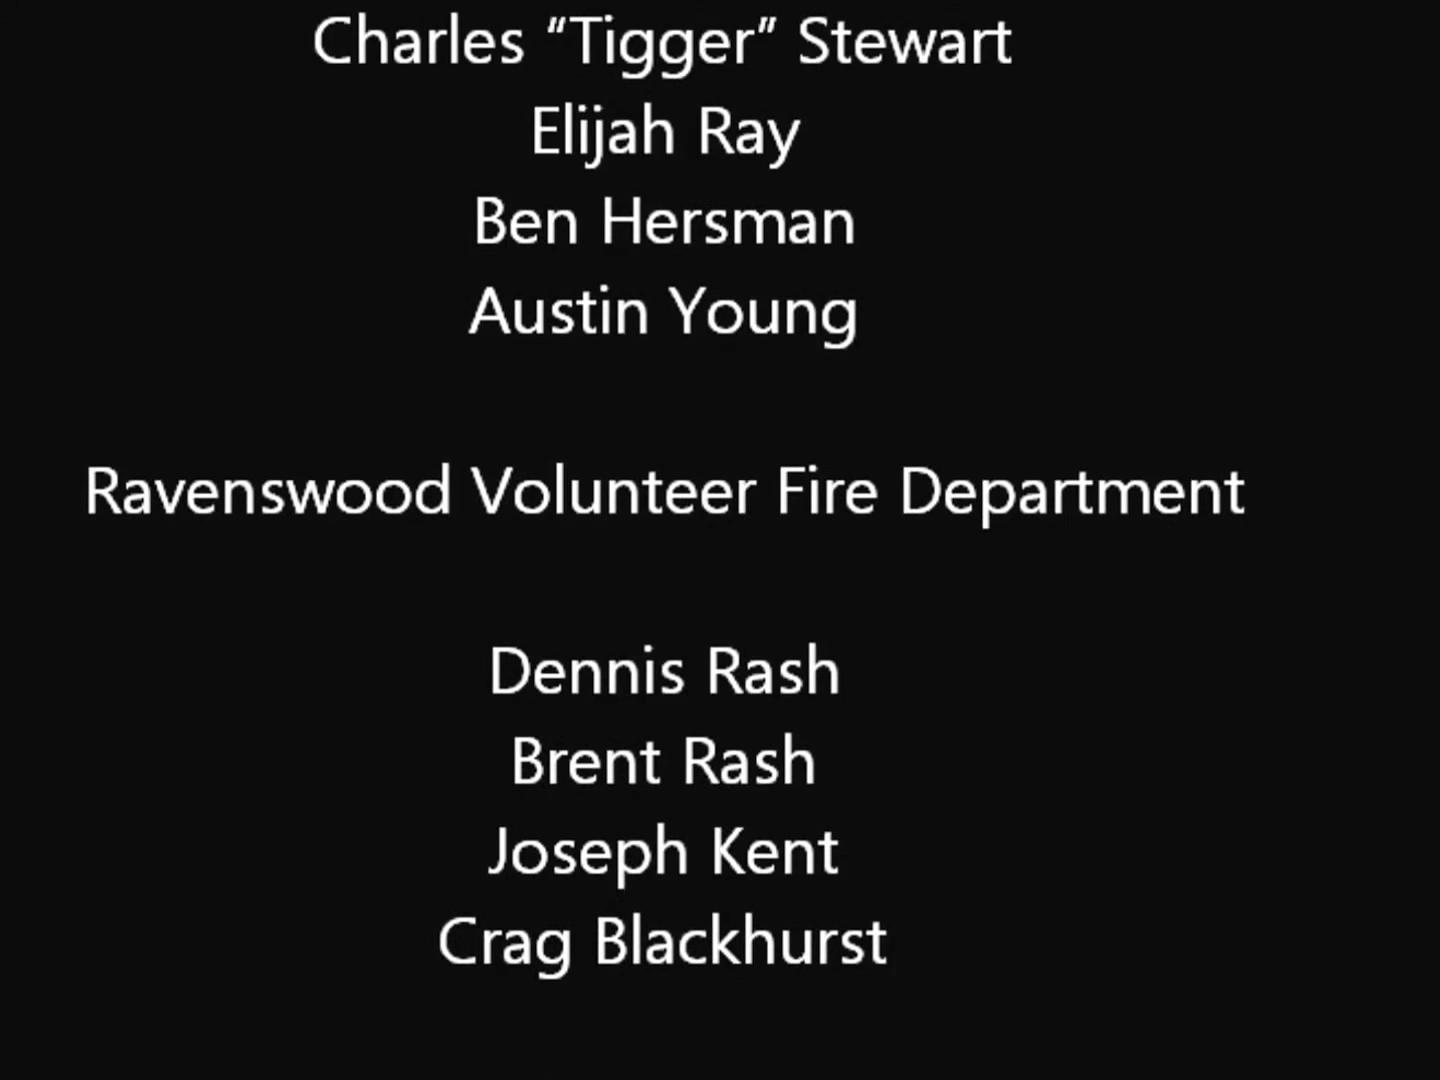 Charles “Tigger” Stewart
Elijah Ray
Ben Hersman
Austin Young
Ravenswood Volunteer Fire Department
Dennis Rash
Brent Rash
Joseph Kent
Crag Blackhurst